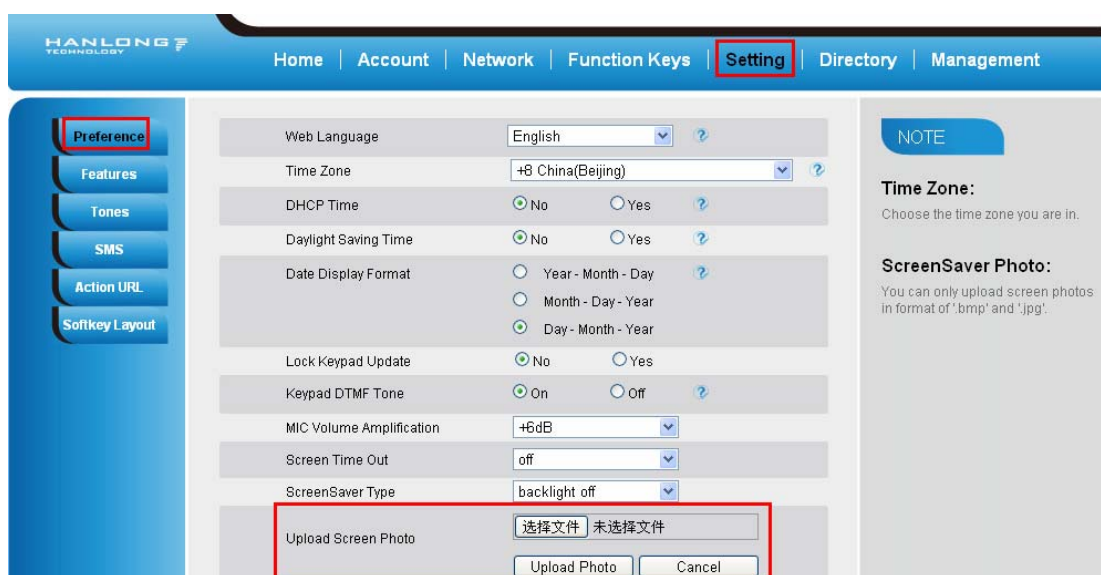 HANLONG
TECHNOLOGY
Home | Account | Network | Function Keys | Setting | Directory | Management
Preference
Features
Tones
SMS
Action URL
Softkey Layout
Web Language English ?
Time Zone +8 China(Beijing) ?
DHCP Time No Yes ?
Daylight Saving Time No Yes ?
Date Display Format Year - Month - Day ?
Month - Day - Year
Day - Month - Year
Lock Keypad Update No Yes
Keypad DTMF Tone On Off ?
MIC Volume Amplification +6dB
Screen Time Out off
ScreenSaver Type backlight off
Upload Screen Photo 选择文件 未选择文件
Upload Photo Cancel
NOTE
Time Zone:
Choose the time zone you are in.
ScreenSaver Photo:
You can only upload screen photos
in format of '.bmp' and '.jpg'.